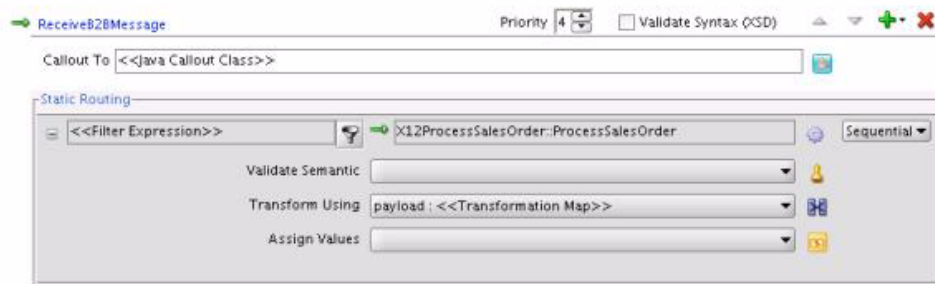 ReceiveB2BMessage Priority 4 Validate Syntax (XSD)
Callout To <<Java Callout Class>>
Static Routing
<<Filter Expression>> X12ProcessSalesOrder::ProcessSalesOrder Sequential
Validate Semantic
Transform Using payload : <<Transformation Map>>
Assign Values